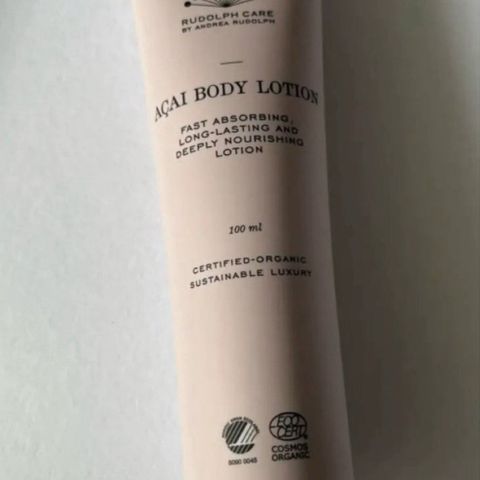 RUDOLPH CARE
BY ANDREA RUDOLPH
AÇAI BODY LOTION
FAST ABSORBING,
LONG-LASTING AND
DEEPLY NOURISHING
LOTION
100 ml
CERTIFIED-ORGANIC
SUSTAINABLE LUXURY
5090 0045
ECO
CERT
COSMOS
ORGANIC